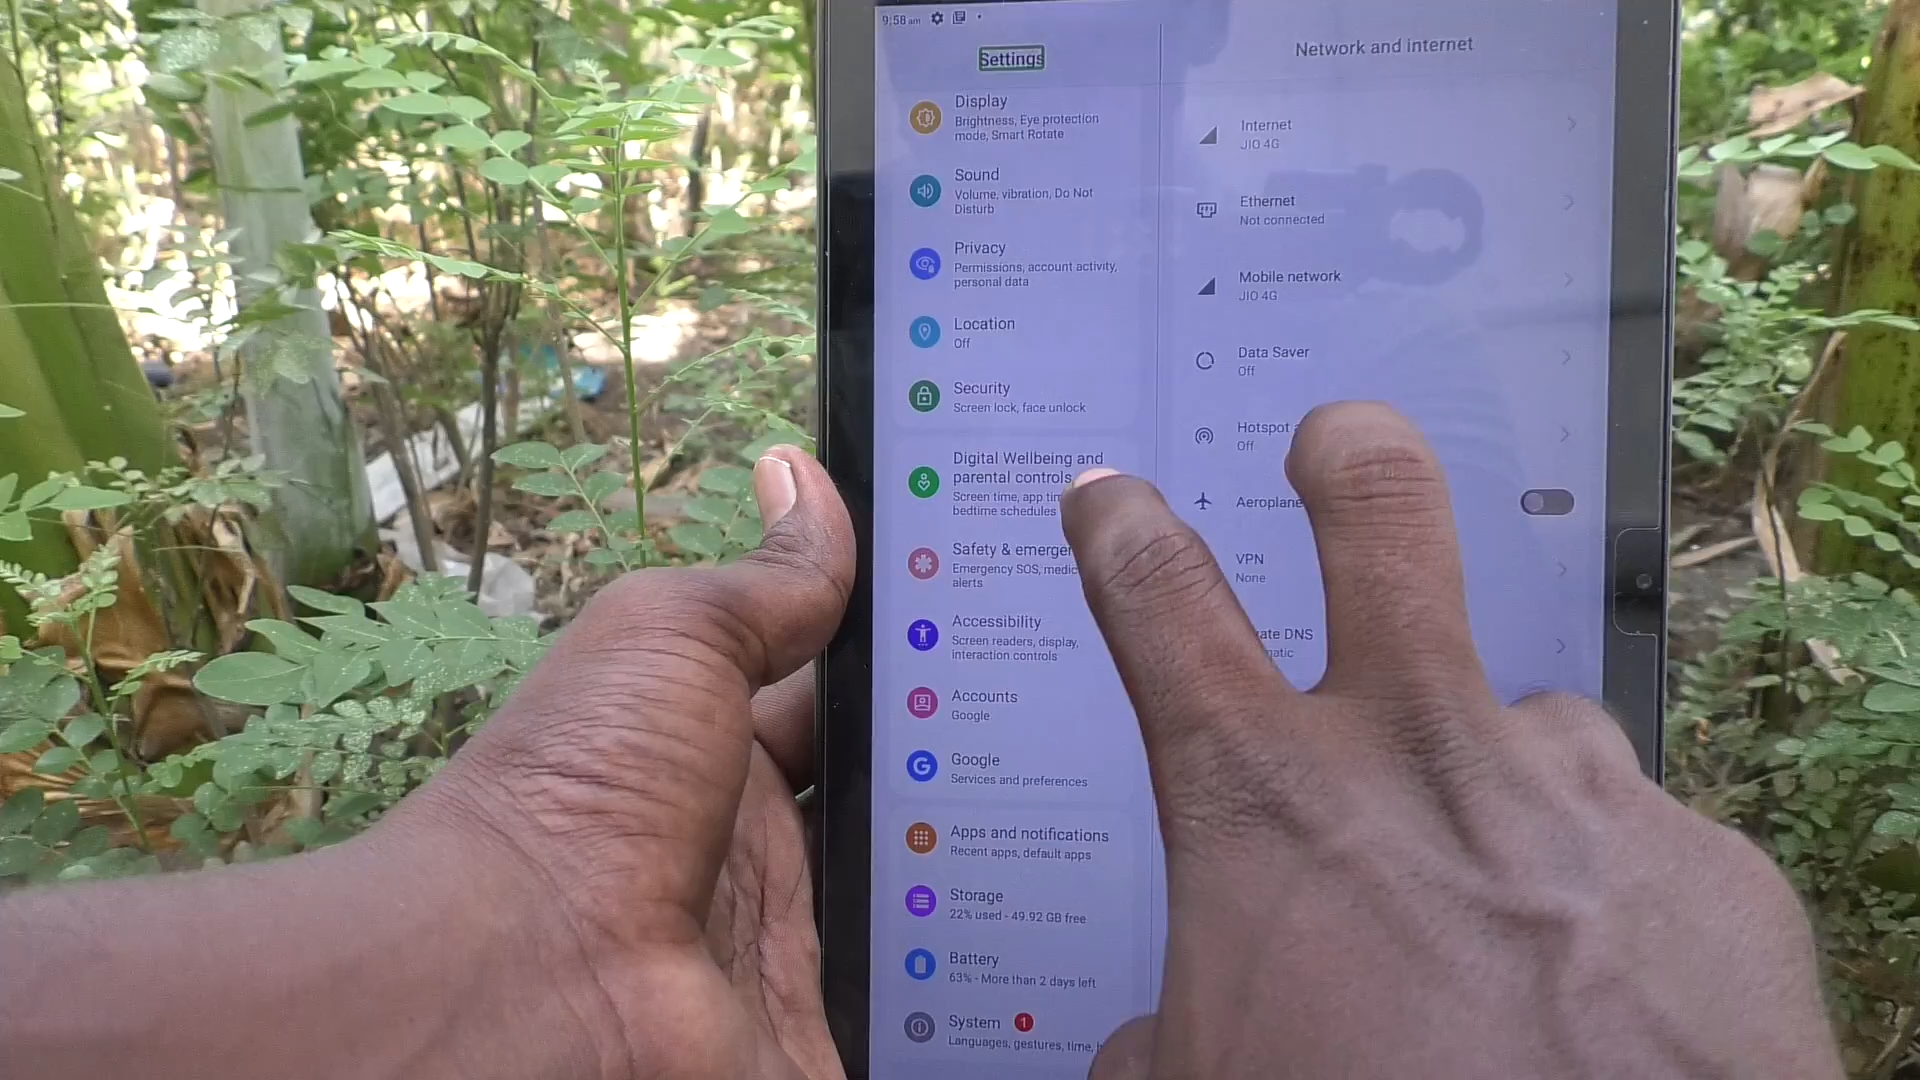 9:58 am
Settings
Display
Brightness, Eye protection
mode, Smart Rotate
Sound
Volume, vibration, Do Not
Disturb
Privacy
Permissions, account activity,
personal data
Location
Off
Security
Screen lock, face unlock
Digital Wellbeing and
parental controls
Screen time, app
bedtime schedules
Safety &
Emergency SOS,
alerts
Accessibility
Screen readers, display,
interaction controls
Accounts
Google
Google
Services and preferences
Apps and notifications
Recent apps, default apps
Storage
22% used - 49.92 GB free
Battery
63% - More than 2 days left
System 1
Languages, gestures, time,
Network and internet
Internet
JIO 4G
Ethernet
Not connected
Mobile network
JIO 4G
Data Saver
Off
Hotspot
Off
Aeroplane
VPN
None
DNS